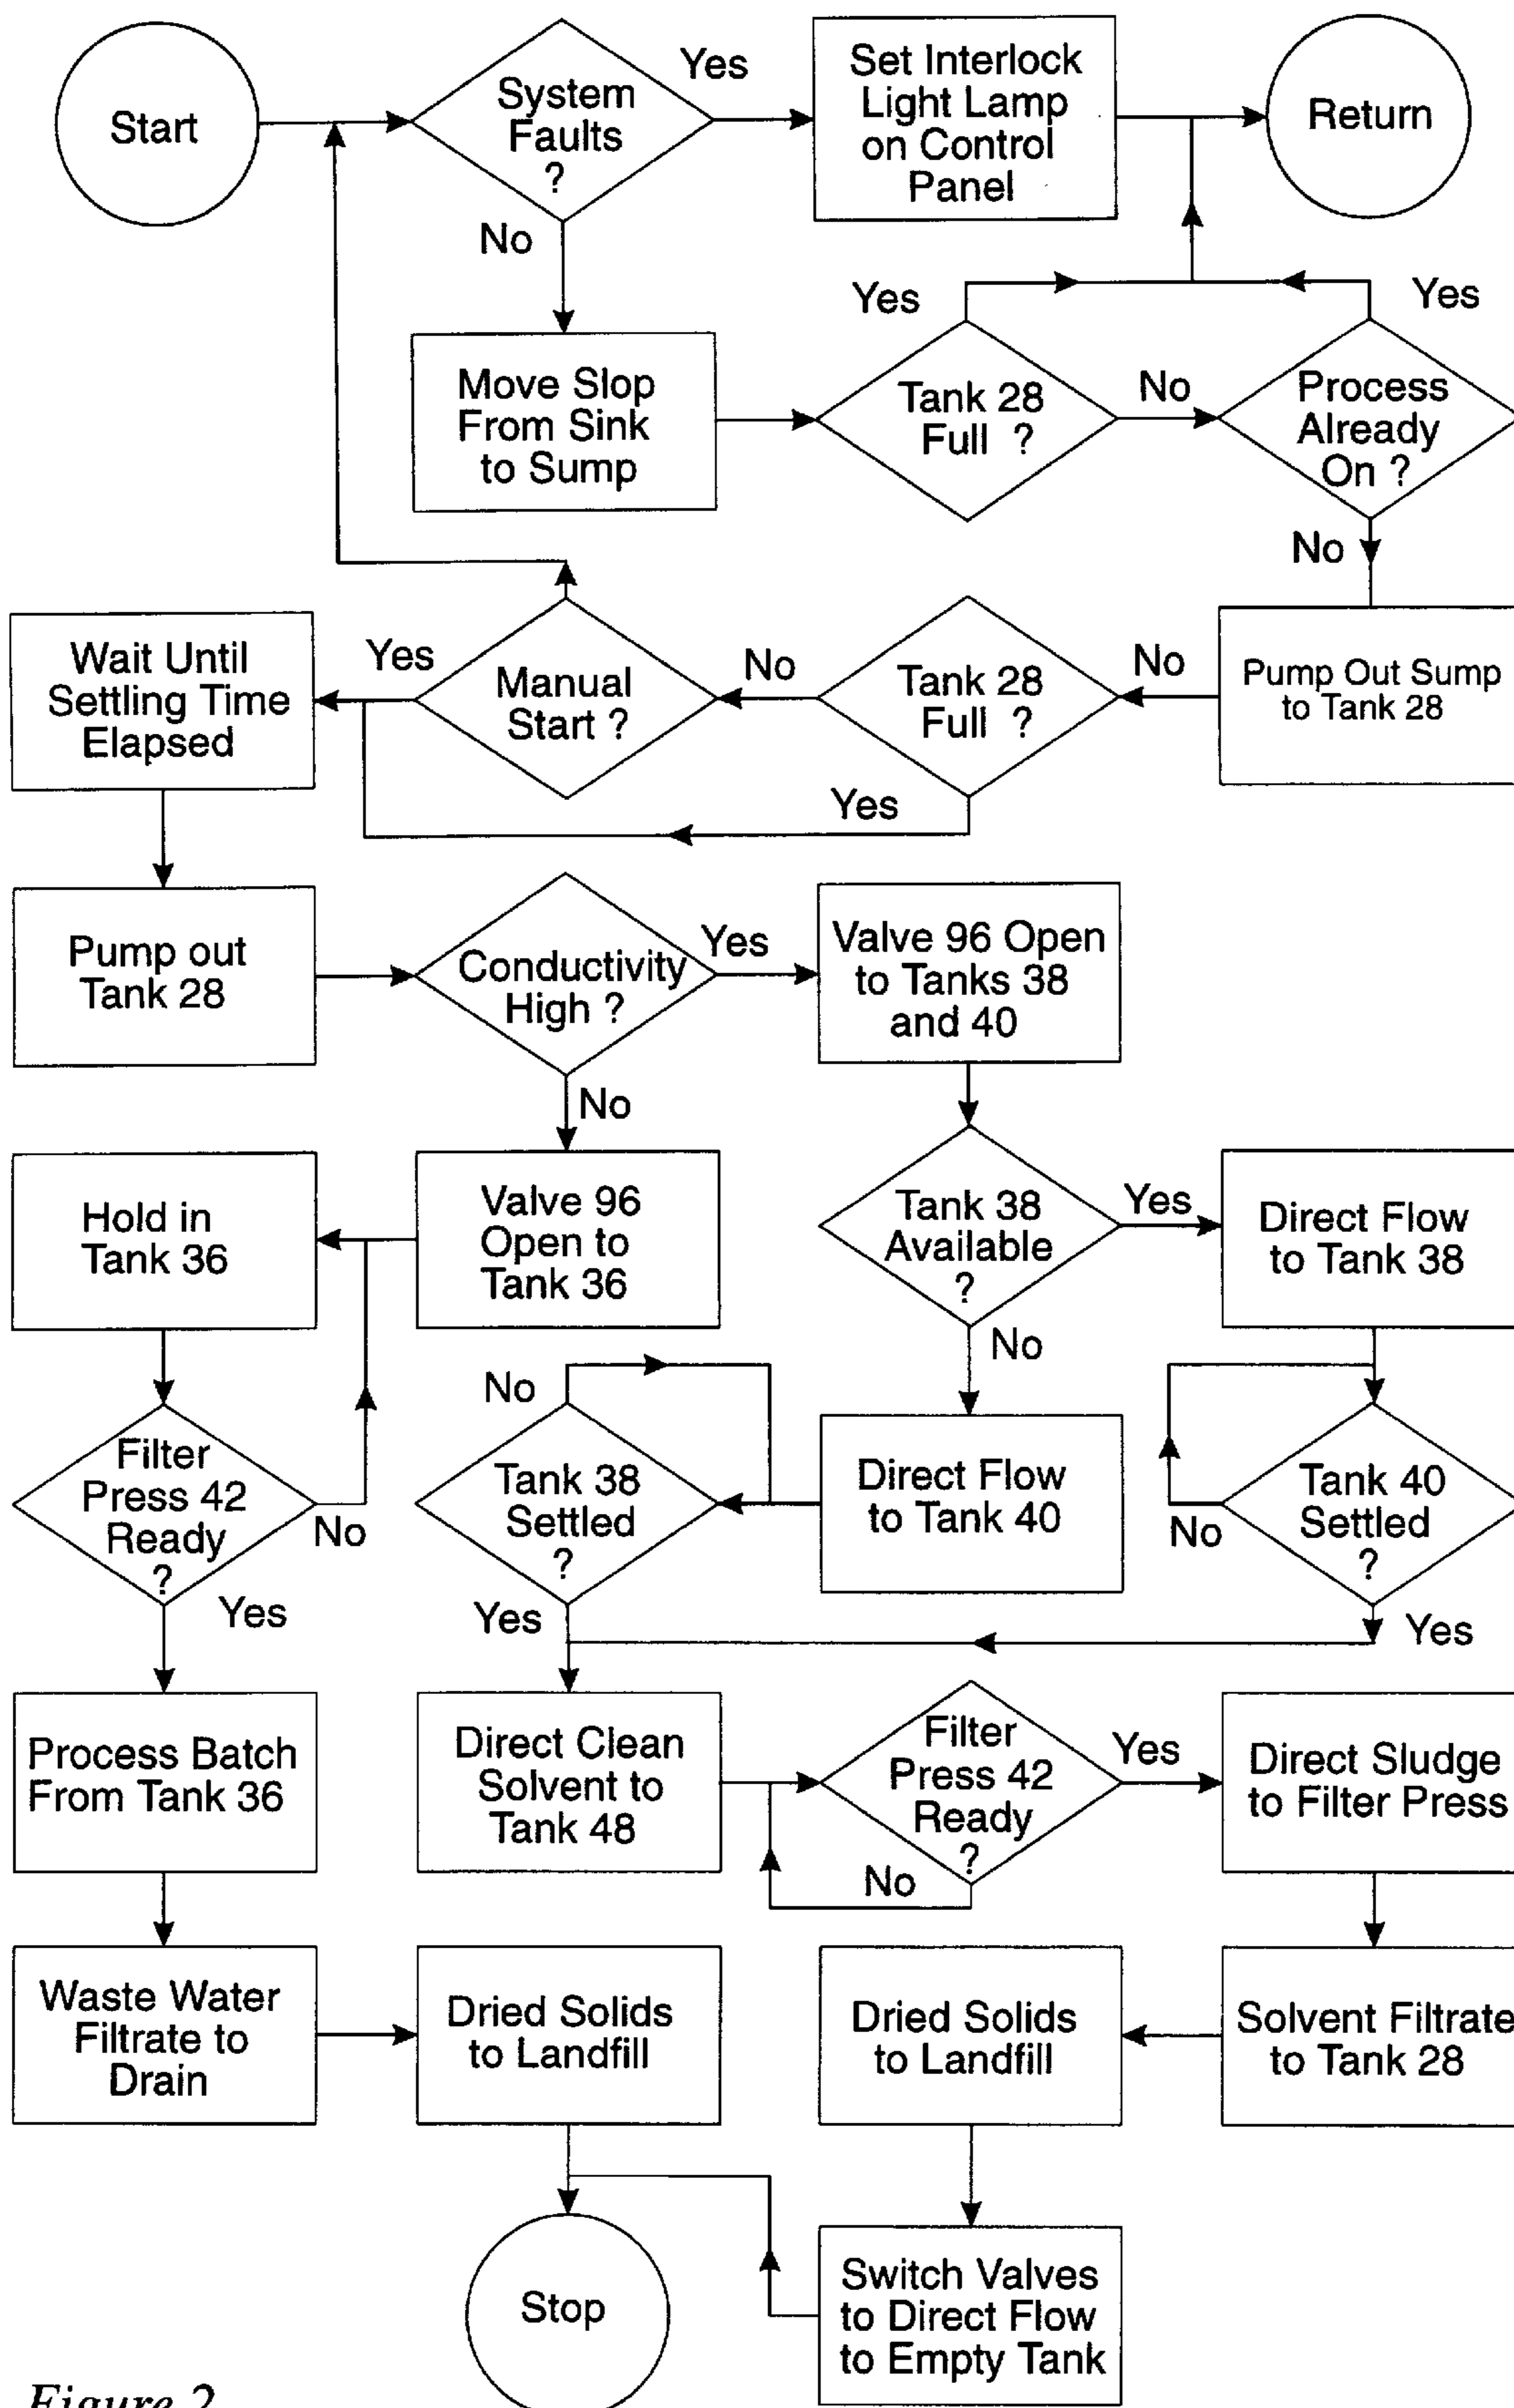 Start
System
Faults
?
Yes
No
Set Interlock
Light Lamp
on Control
Panel
Return
Move Slop
From Sink
to Sump
Yes
Tank 28
Full ?
No
Yes
Process
Already
On ?
No
Wait Until
Settling Time
Elapsed
Yes
Manual
Start ?
No
Tank 28
Full ?
Yes
No
Pump Out Sump
to Tank 28
Pump out
Tank 28
Conductivity
High ?
Yes
No
Valve 96 Open
to Tanks 38
and 40
Hold in
Tank 36
Valve 96
Open to
Tank 36
Tank 38
Available
?
Yes
No
Direct Flow
to Tank 38
Filter
Press 42
Ready
?
No
Yes
No
Tank 38
Settled
?
Yes
Direct Flow
to Tank 40
Tank 40
Settled
?
No
Yes
Process Batch
From Tank 36
Direct Clean
Solvent to
Tank 48
Filter
Press 42
Ready
?
Yes
No
Direct Sludge
to Filter Press
Waste Water
Filtrate to
Drain
Dried Solids
to Landfill
Dried Solids
to Landfill
Solvent Filtrate
to Tank 28
Stop
Switch Valves
to Direct Flow
to Empty Tank
Figure 2